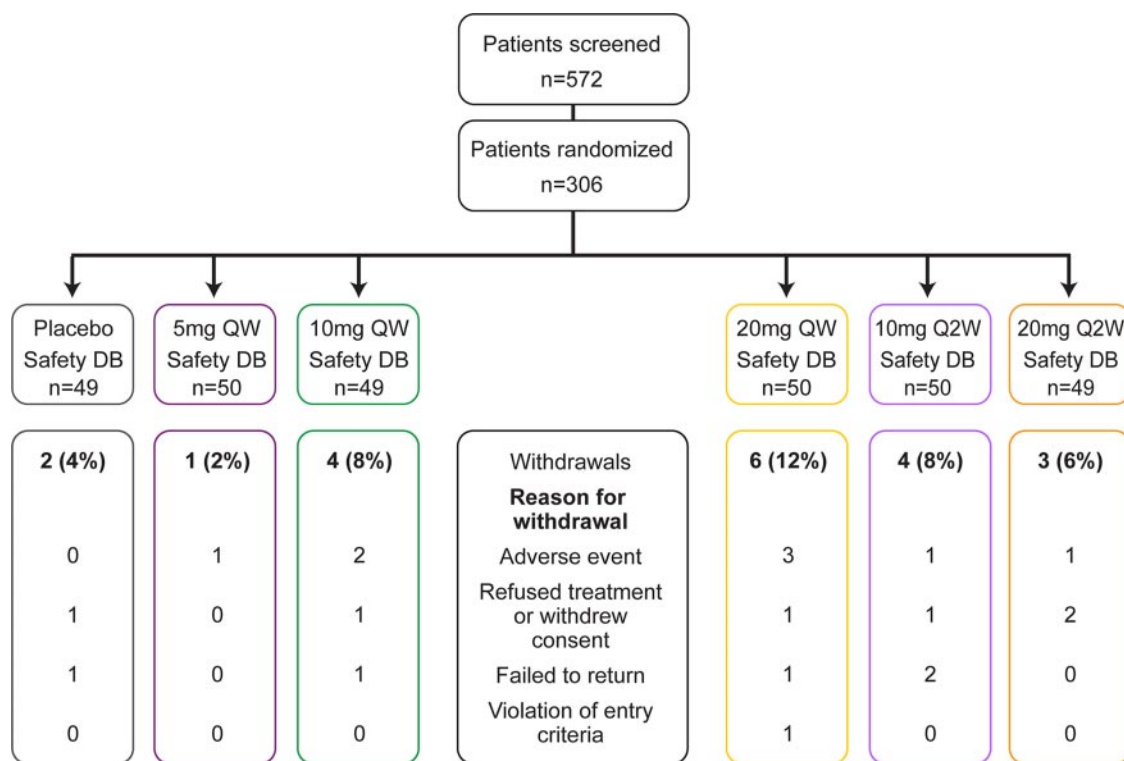 Patients screened
n=572
Patients randomized
n=306
Placebo
Safety DB
n=49
5mg QW
Safety DB
n=50
10mg QW
Safety DB
n=49
20mg QW
Safety DB
n=50
10mg Q2W
Safety DB
n=50
20mg Q2W
Safety DB
n=49
2 (4%) 1 (2%) 4 (8%) Withdrawals 6 (12%) 4 (8%) 3 (6%)
Reason for
withdrawal
0 1 2 Adverse event 3 1 1
Refused treatment
1 0 1 or withdrew 1 1 2
consent
1 0 1 Failed to return 1 2 0
Violation of entry
0 0 0 criteria 1 0 0